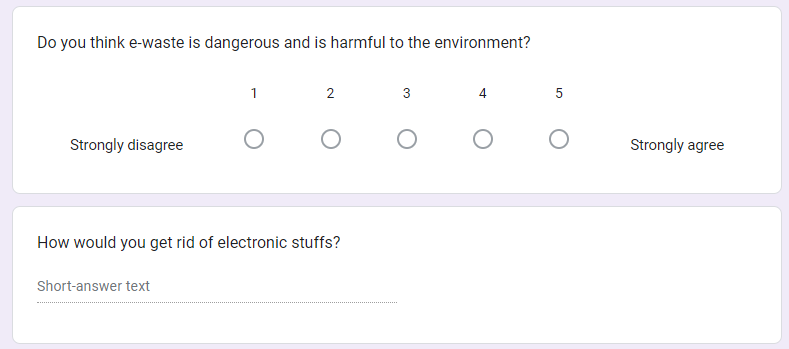 Do you think e-waste is dangerous and is harmful to the environment?
1 2 3 4 5
Strongly disagree Strongly agree
How would you get rid of electronic stuffs?
Short-answer text